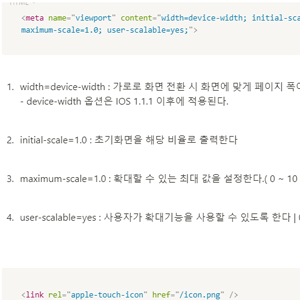 <meta name="viewport" content="width=device-width; initial-sca
maximum-scale=1.0; user-scalable=yes;">
1. width=device-width : 가로로 화면 전환 시 화면에 맞게 페이지 폭이
- device-width 옵션은 IOS 1.1.1 이후에 적용된다.
2. initial-scale=1.0 : 초기화면을 해당 비율로 출력한다
3. maximum-scale=1.0 : 확대할 수 있는 최대 값을 설정한다.( 0 ~ 10
4. user-scalable=yes : 사용자가 확대기능을 사용할 수 있도록 한다 |
<link rel="apple-touch-icon" href="/icon.png" />